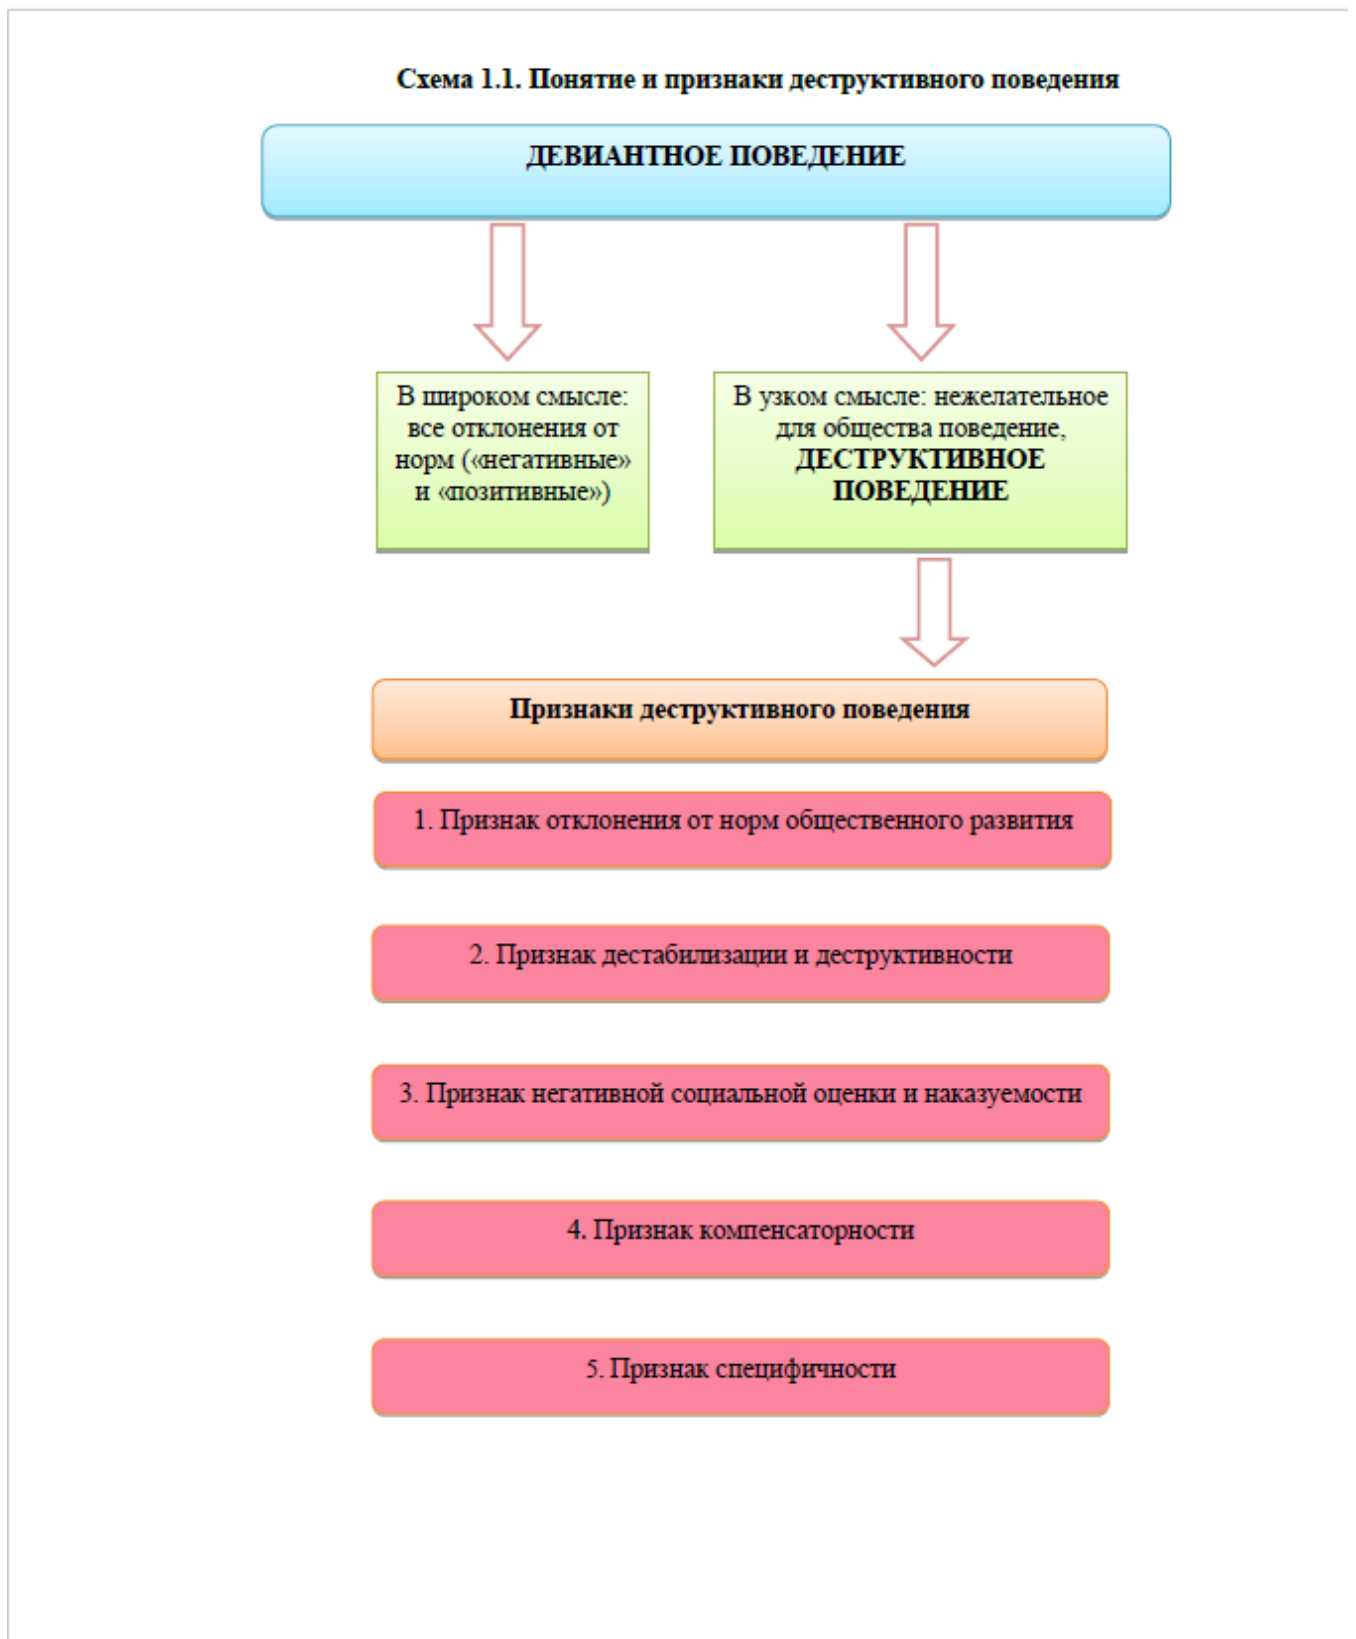 Схема 1.1. Понятие и признаки деструктивного поведения
ДЕВИАНТНОЕ ПОВЕДЕНИЕ
В широком смысле:
все отклонения от
норм («негативные»
и «позитивные»)
В узком смысле: нежелательное
для общества поведение,
ДЕСТРУКТИВНОЕ
ПОВЕДЕНИЕ
Признаки деструктивного поведения
1. Признак отклонения от норм общественного развития
2. Признак дестабилизации и деструктивности
3. Признак негативной социальной оценки и наказуемости
4. Признак компенсаторности
5. Признак специфичности